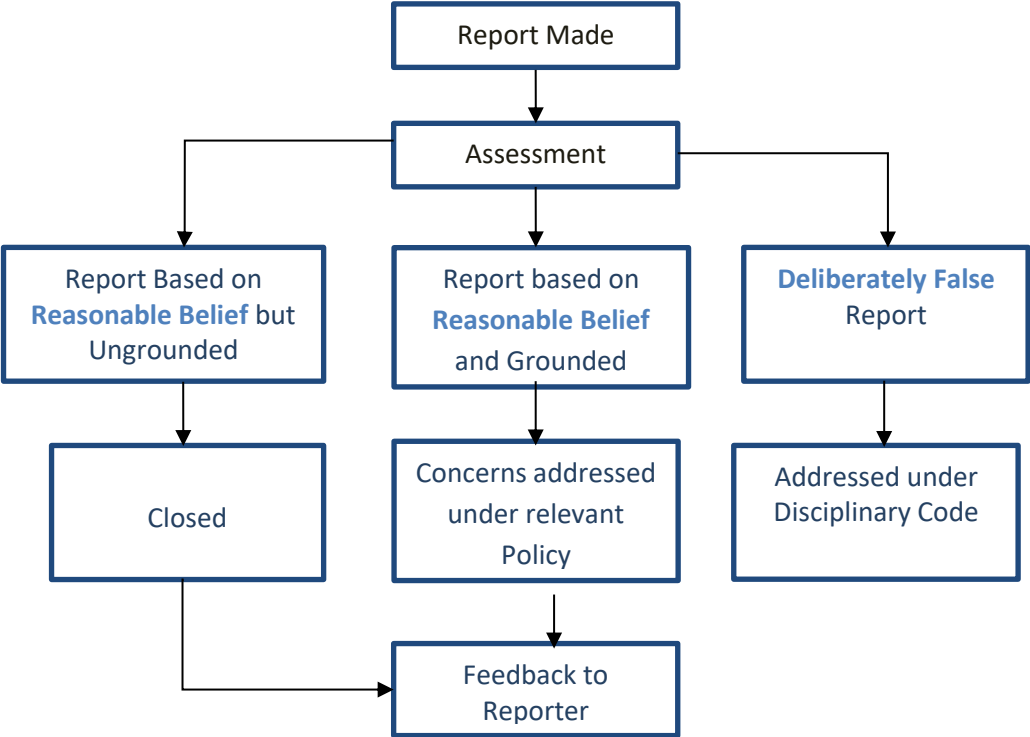 Report Made
Assessment
Report Based on
Reasonable Belief but
Ungrounded
Report based on
Reasonable Belief
and Grounded
Deliberately False
Report
Closed
Concerns addressed
under relevant
Policy
Addressed under
Disciplinary Code
Feedback to
Reporter